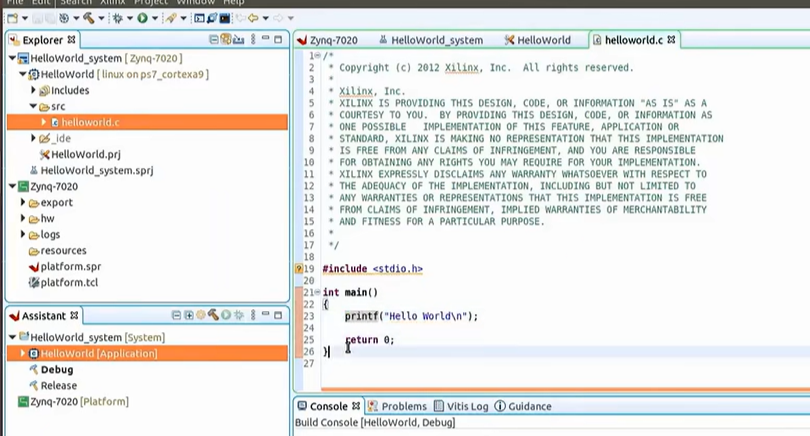 File Edit Search Xilinx Project Window Help
Explorer
HelloWorld_system [Zynq-7020]
HelloWorld [linux on ps7_cortexa9]
Includes
src
helloworld.c
_ide
HelloWorld.prj
HelloWorld_system.sprj
Zynq-7020
export
hw
logs
resources
platform.spr
platform.tcl
Assistant
HelloWorld_system [System]
HelloWorld [Application]
Debug
Release
Zynq-7020 [Platform]
Zynq-7020 HelloWorld_system HelloWorld helloworld.c
1 /*
2 * Copyright (c) 2012 Xilinx, Inc. All rights reserved.
3 *
4 * Xilinx, Inc.
5 * XILINX IS PROVIDING THIS DESIGN, CODE, OR INFORMATION "AS IS" AS A
6 * COURTESY TO YOU. BY PROVIDING THIS DESIGN, CODE, OR INFORMATION AS
7 * ONE POSSIBLE IMPLEMENTATION OF THIS FEATURE, APPLICATION OR
8 * STANDARD, XILINX IS MAKING NO REPRESENTATION THAT THIS IMPLEMENTATION
9 * IS FREE FROM ANY CLAIMS OF INFRINGEMENT, AND YOU ARE RESPONSIBLE
10 * FOR OBTAINING ANY RIGHTS YOU MAY REQUIRE FOR YOUR IMPLEMENTATION.
11 * XILINX EXPRESSLY DISCLAIMS ANY WARRANTY WHATSOEVER WITH RESPECT TO
12 * THE ADEQUACY OF THE IMPLEMENTATION, INCLUDING BUT NOT LIMITED TO
13 * ANY WARRANTIES OR REPRESENTATIONS THAT THIS IMPLEMENTATION IS FREE
14 * FROM CLAIMS OF INFRINGEMENT, IMPLIED WARRANTIES OF MERCHANTABILITY
15 * AND FITNESS FOR A PARTICULAR PURPOSE.
16 *
17 */
18
19 #include <stdio.h>
20
21 int main()
22 {
23 printf("Hello World\n");
24
25 return 0;
26 }
27
Console Problems Vitis Log Guidance
Build Console [HelloWorld, Debug]